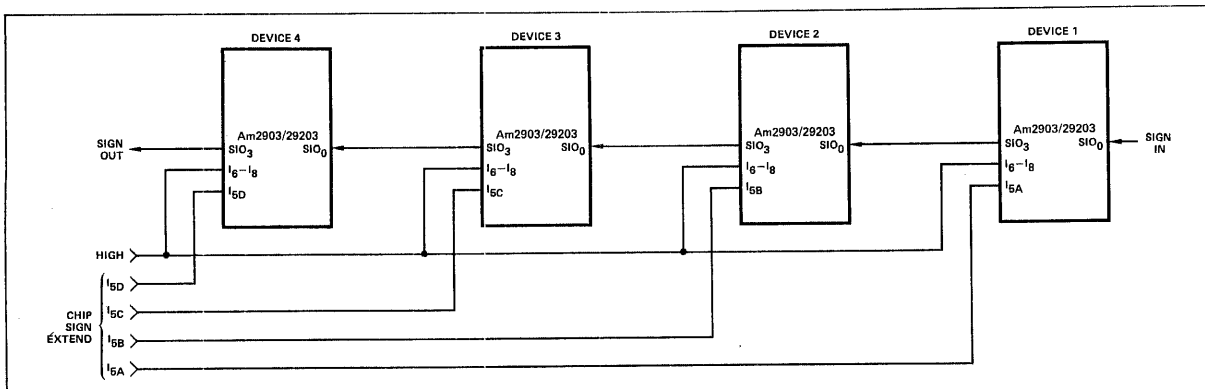 DEVICE 4
DEVICE 3
DEVICE 2
DEVICE 1
Am2903/29203
SIO3 SIO0
I6–I8
I5D
Am2903/29203
SIO3 SIO0
I6–I8
I5C
Am2903/29203
SIO3 SIO0
I6–I8
I5B
Am2903/29203
SIO3 SIO0
I6–I8
I5A
SIGN
OUT
SIGN
IN
HIGH
CHIP
SIGN
EXTEND
I5D
I5C
I5B
I5A